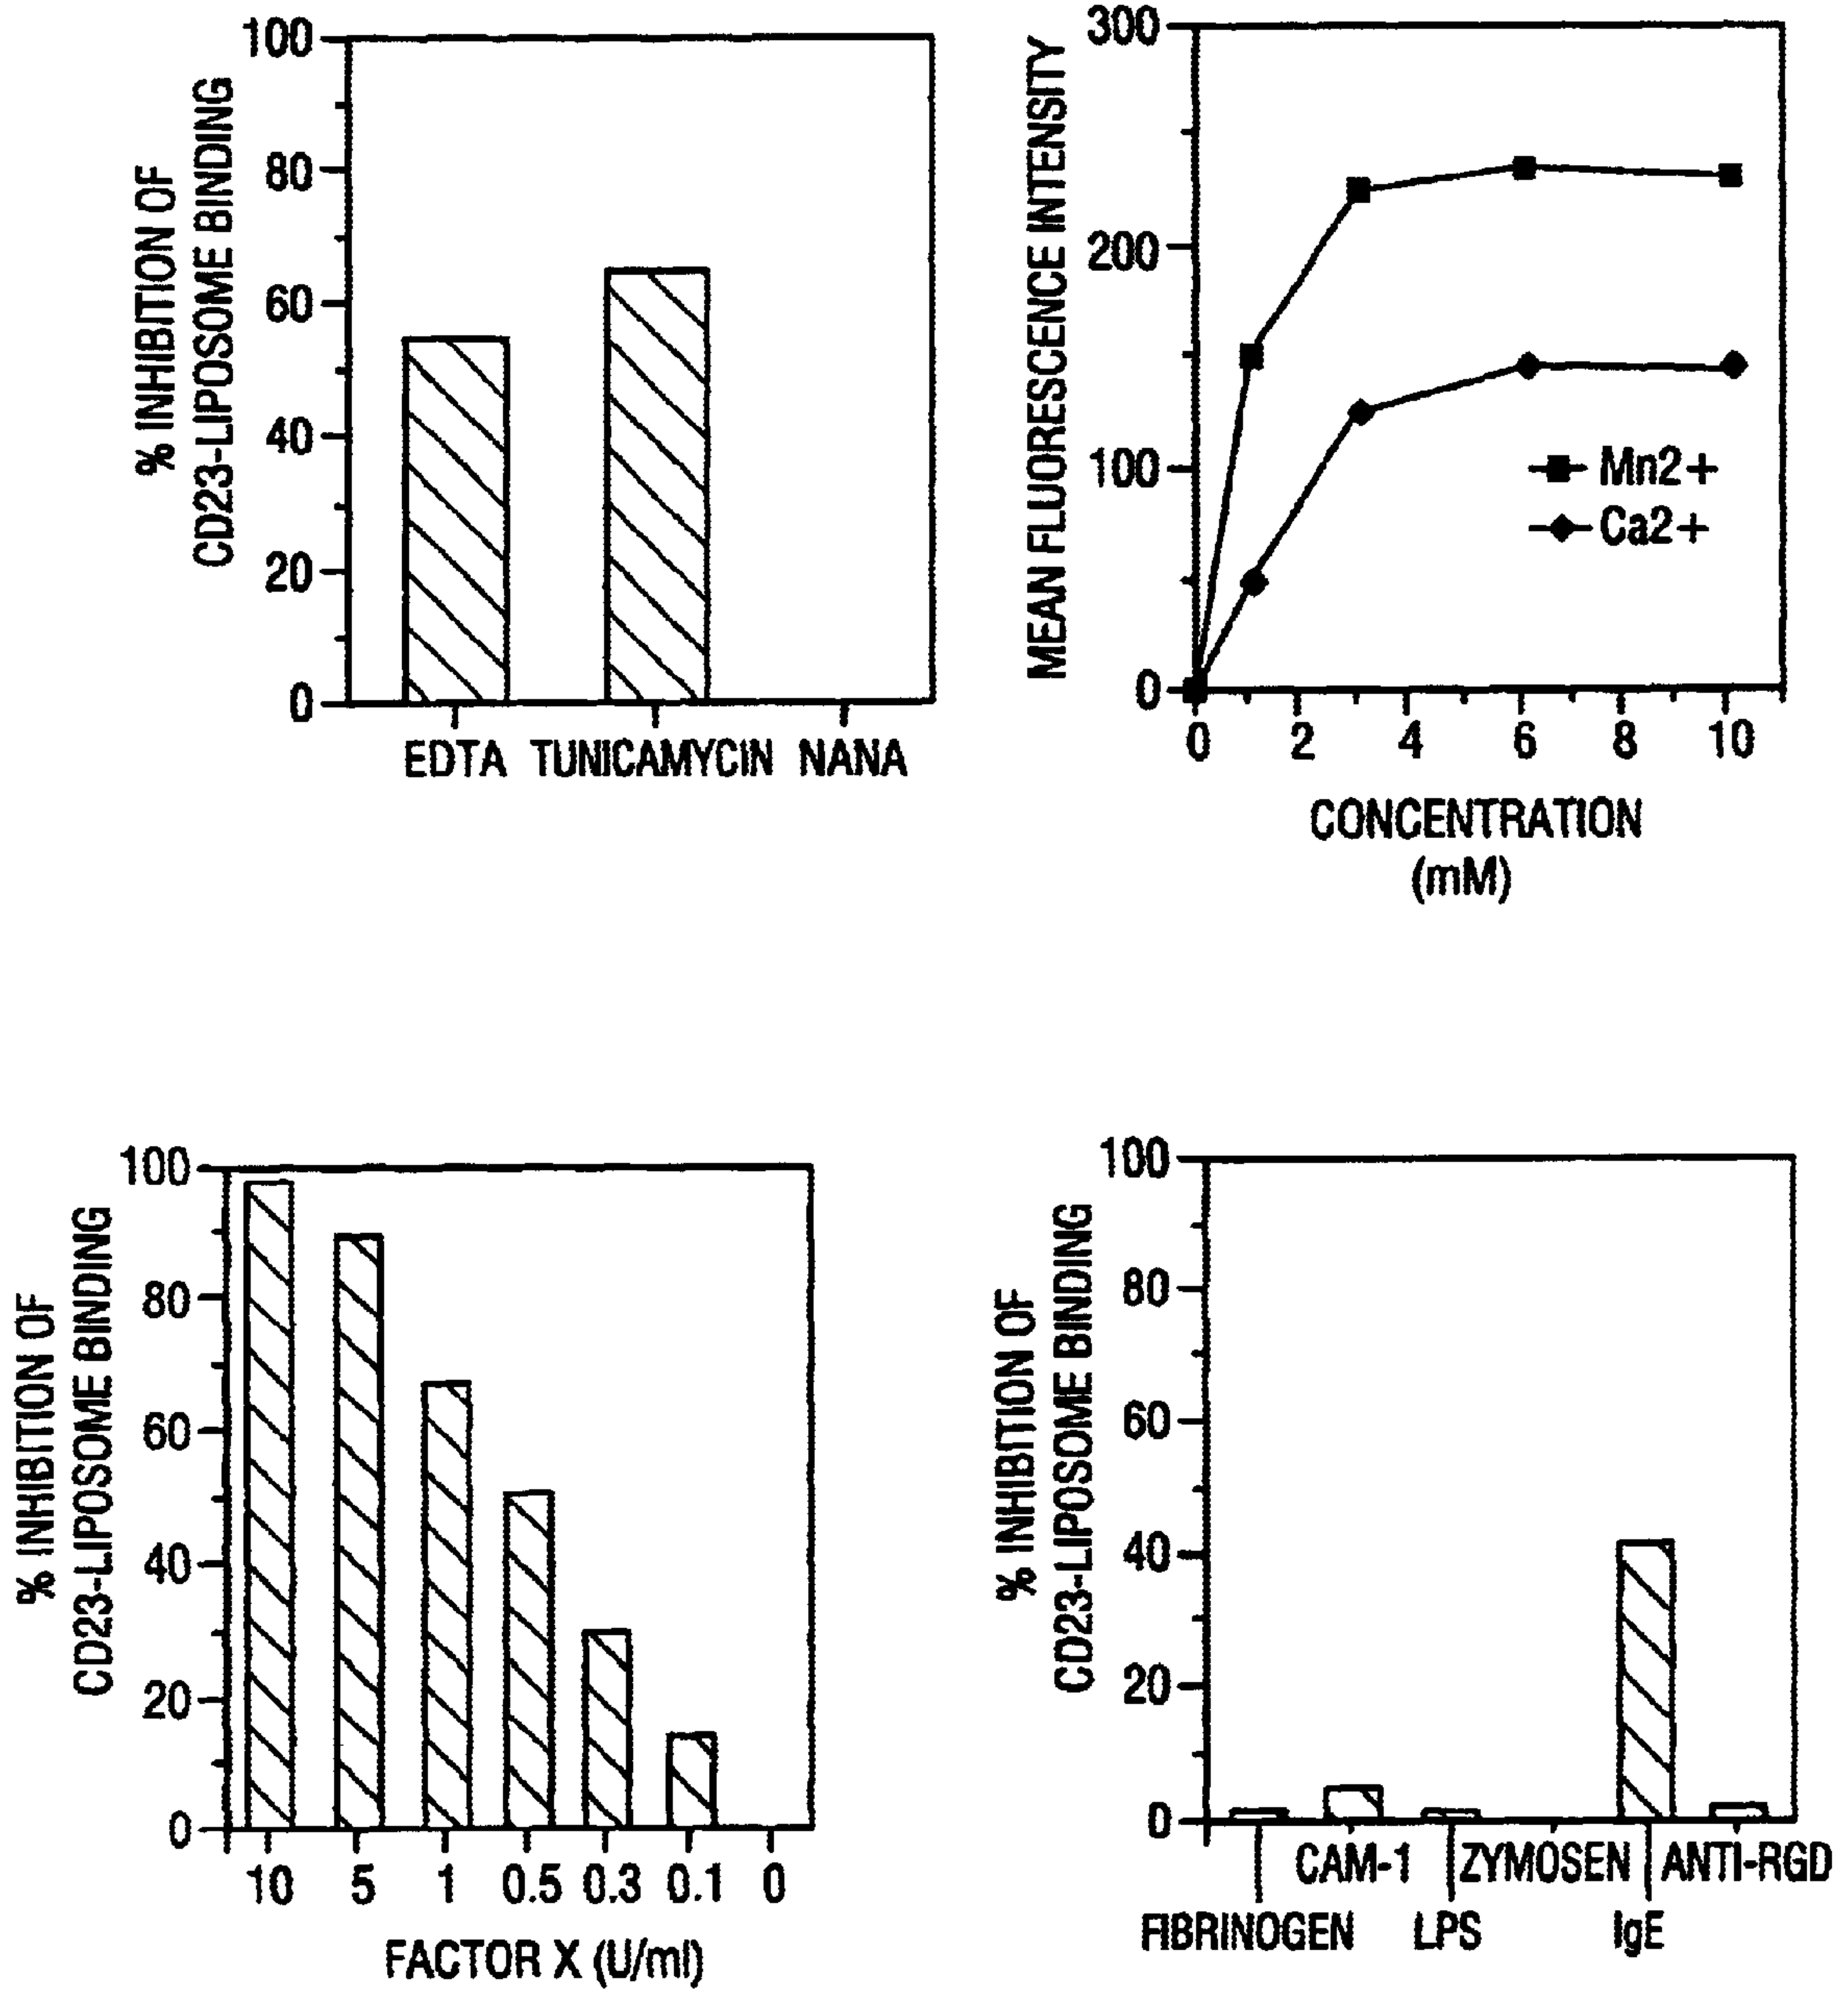 % INHIBITION OF
CD23-LIPOSOME BINDING
100
80
60
40
20
0
EDTA TUNICAMYCIN NANA
MEAN FLUORESCENCE INTENSITY
300
200
100
0
Mn2+
Ca2+
0 2 4 6 8 10
CONCENTRATION
(mM)
% INHIBITION OF
CD23-LIPOSOME BINDING
100
80
60
40
20
0
10 5 1 0.5 0.3 0.1 0
FACTOR X (U/ml)
% INHIBITION OF
CD23-LIPOSOME BINDING
100
80
60
40
20
0
CAM-1 ZYMOSEN ANTI-RGD
FIBRINOGEN LPS IgE